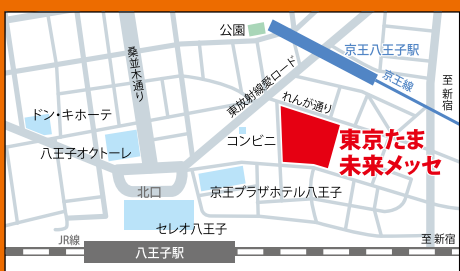 公園
京王八王子駅
京王線
至新宿
桑並木通り
東放射線愛ロード
れんが通り
ドン・キホーテ
八王子オクトーレ
コンビニ
東京たま
未来メッセ
北口
京王プラザホテル八王子
セレオ八王子
JR線
至 新宿
八王子駅